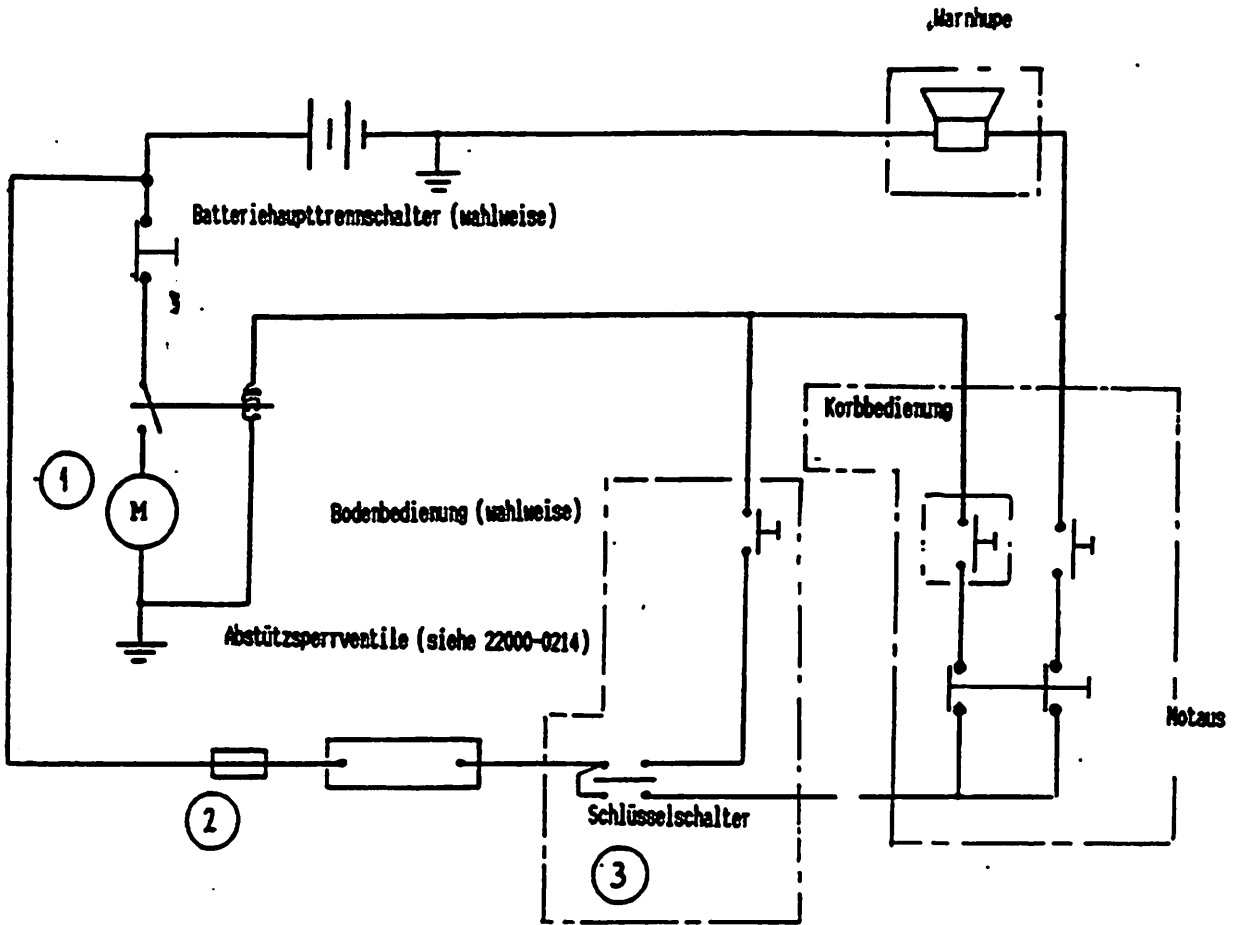 Warnhupe
Batteriehaupttrennschalter (wahlweise)
Korbbedienung
1
M
Bodenbedienung (wahlweise)
Abstützsperrventile (siehe 22000-0214)
Notaus
2
Schlüsselschalter
3